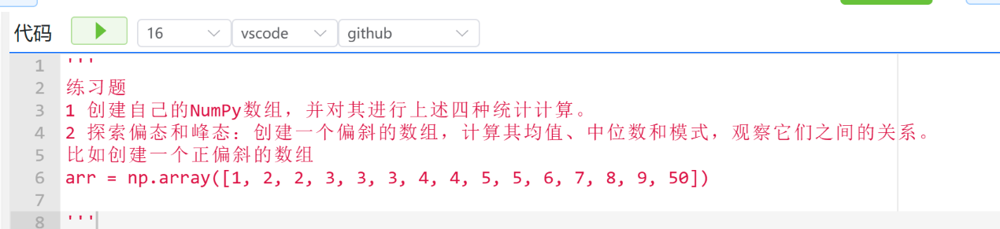 代码 16 vscode github
1 '''
2 练习题
3 1 创建自己的NumPy数组，并对其进行上述四种统计计算。
4 2 探索偏态和峰态：创建一个偏斜的数组，计算其均值、中位数和模式，观察它们之间的关系。
5 比如创建一个正偏斜的数组
6 arr = np.array([1, 2, 2, 3, 3, 3, 4, 4, 5, 5, 6, 7, 8, 9, 50])
7
8 '''